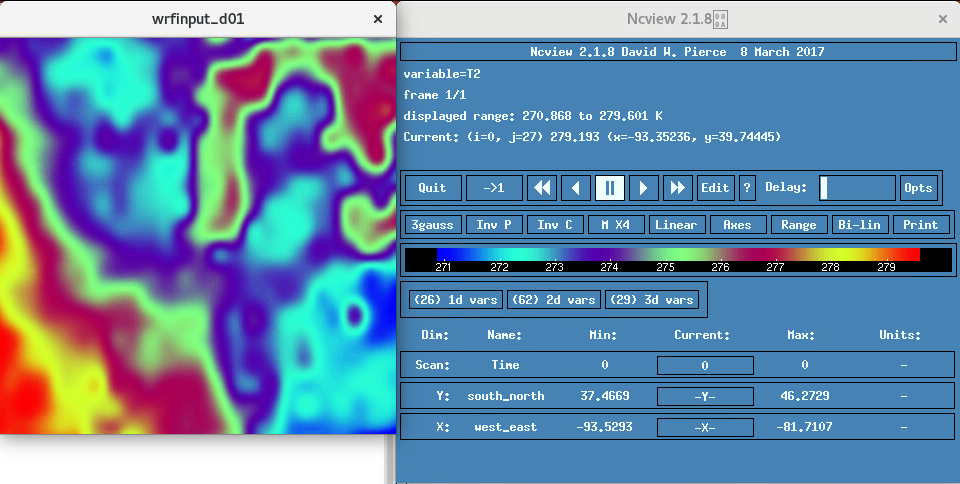 wrfinput_d01 ×
Ncview 2.1.8 ×
Ncview 2.1.8 David W. Pierce 8 March 2017
variable=T2
frame 1/1
displayed range: 270.868 to 279.601 K
Current: (i=0, j=27) 279.193 (x=-93.35236, y=39.74445)
Quit ->1 Edit ? Delay: Opts
3gauss Inv P Inv C M X4 Linear Axes Range Bi-lin Print
271 272 273 274 275 276 277 278 279
(26) 1d vars (62) 2d vars (29) 3d vars
Dim: Name: Min: Current: Max: Units:
Scan: Time 0 0 0 -
Y: south_north 37.4669 -Y- 46.2729 -
X: west_east -93.5293 -X- -81.7107 -